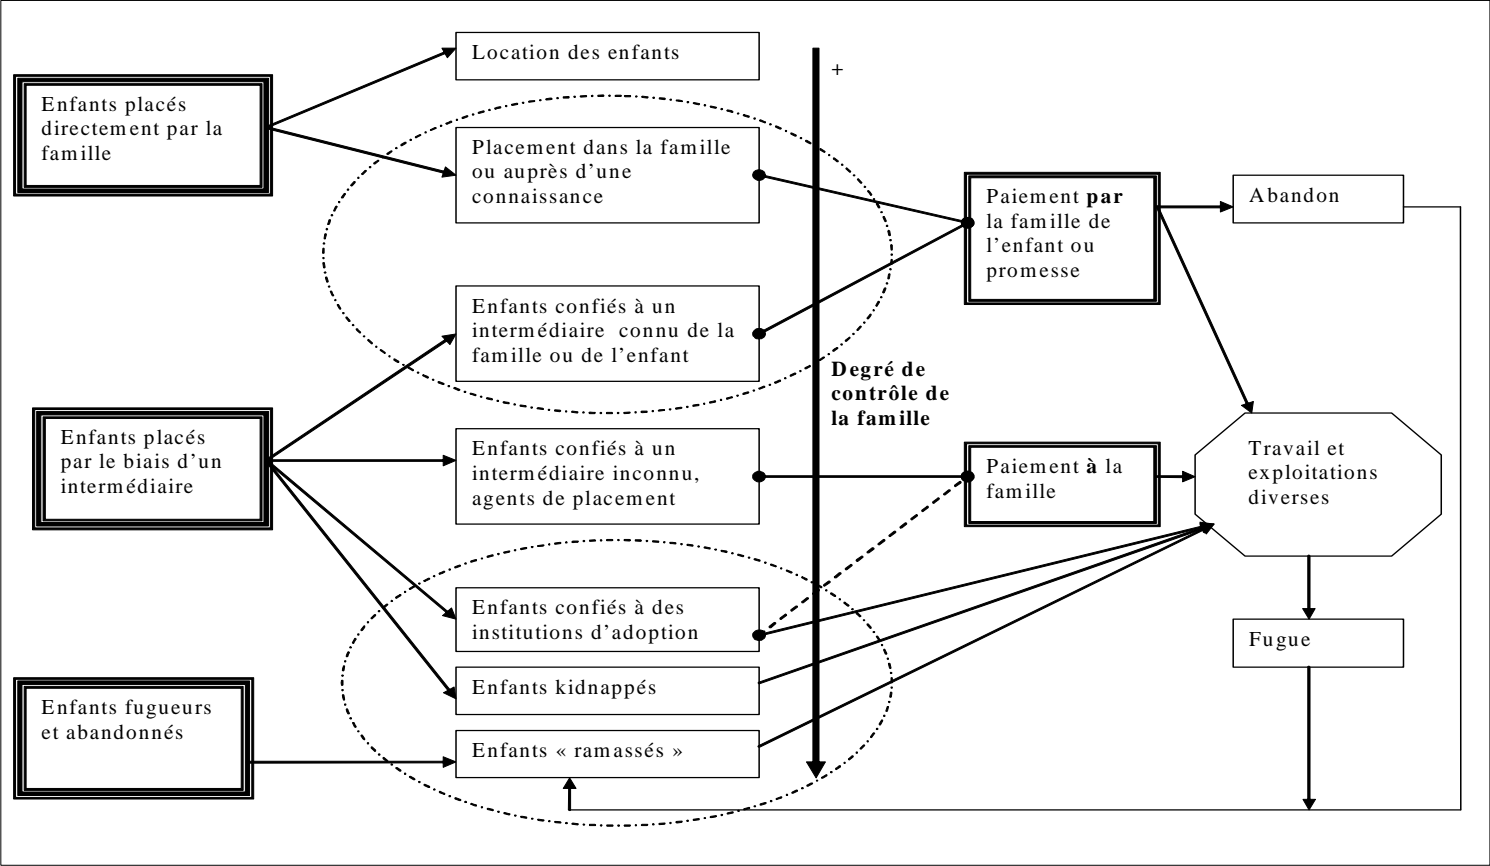 Location des enfants
+
Enfants placés
directement par la
famille
Placement dans la famille
ou auprès d’une
connaissance
Paiement par
la famille de
l’enfant ou
promesse
Abandon
Enfants confiés à un
intermédiaire  connu de la
famille ou de l’enfant
Degré de
contrôle de
la famille
Enfants placés
par le biais d’un
intermédiaire
Enfants confiés à un
intermédiaire inconnu,
agents de placement
Paiement à la
famille
Travail et
exploitations
diverses
Enfants confiés à des
institutions d’adoption
Fugue
Enfants kidnappés
Enfants fugueurs
et abandonnés
Enfants « ramassés »